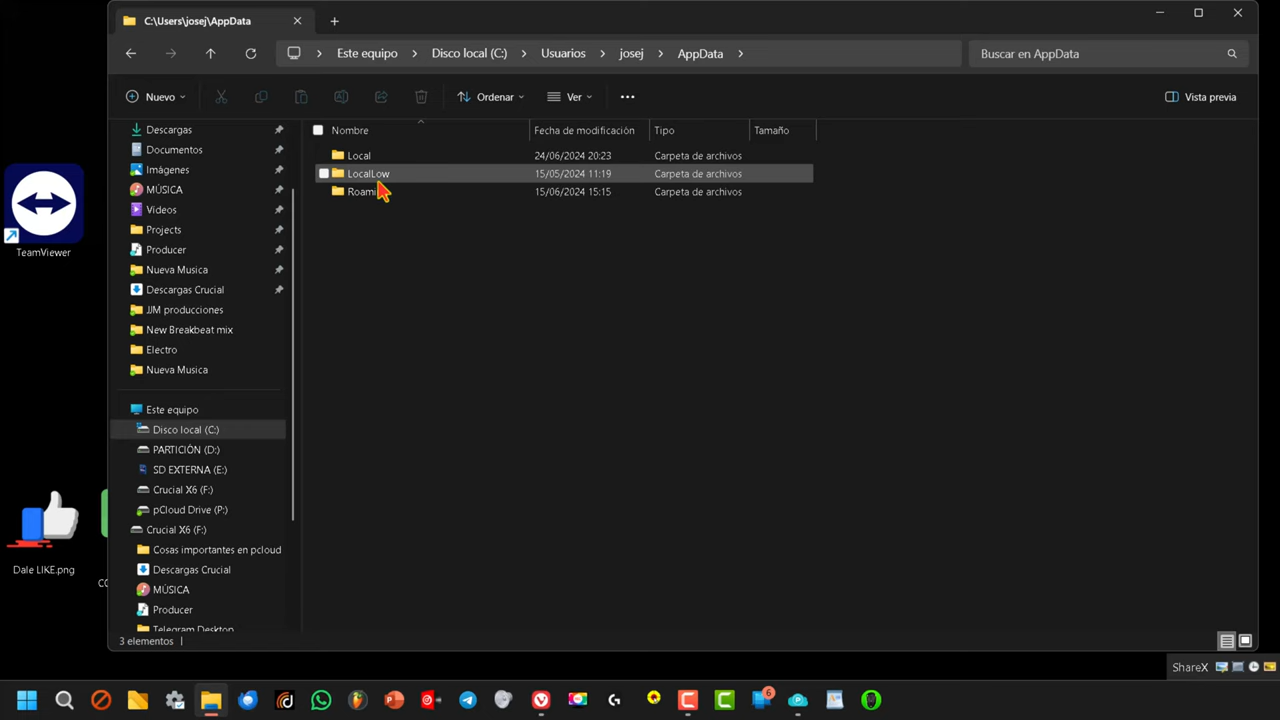 C:\Users\josej\AppData
Este equipo
Disco local (C:)
Usuarios
josej
AppData
Buscar en AppData
Nuevo
Ordenar
Ver
Vista previa
Descargas
Documentos
Imágenes
MÚSICA
Vídeos
Projects
Producer
Nueva Musica
Descargas Crucial
JJM producciones
New Breakbeat mix
Electro
Nueva Musica
Este equipo
Disco local (C:)
PARTICIÓN (D:)
SD EXTERNA (E:)
Crucial X6 (F:)
pCloud Drive (P:)
Crucial X6 (F:)
Cosas importantes en pcloud
Descargas Crucial
MÚSICA
Producer
Telegram Desktop
Nombre Fecha de modificación Tipo Tamaño
Local 24/06/2024 20:23 Carpeta de archivos
LocalLow 15/05/2024 11:19 Carpeta de archivos
Roami 15/06/2024 15:15 Carpeta de archivos
3 elementos
TeamViewer
Dale LIKE.png
ShareX
6